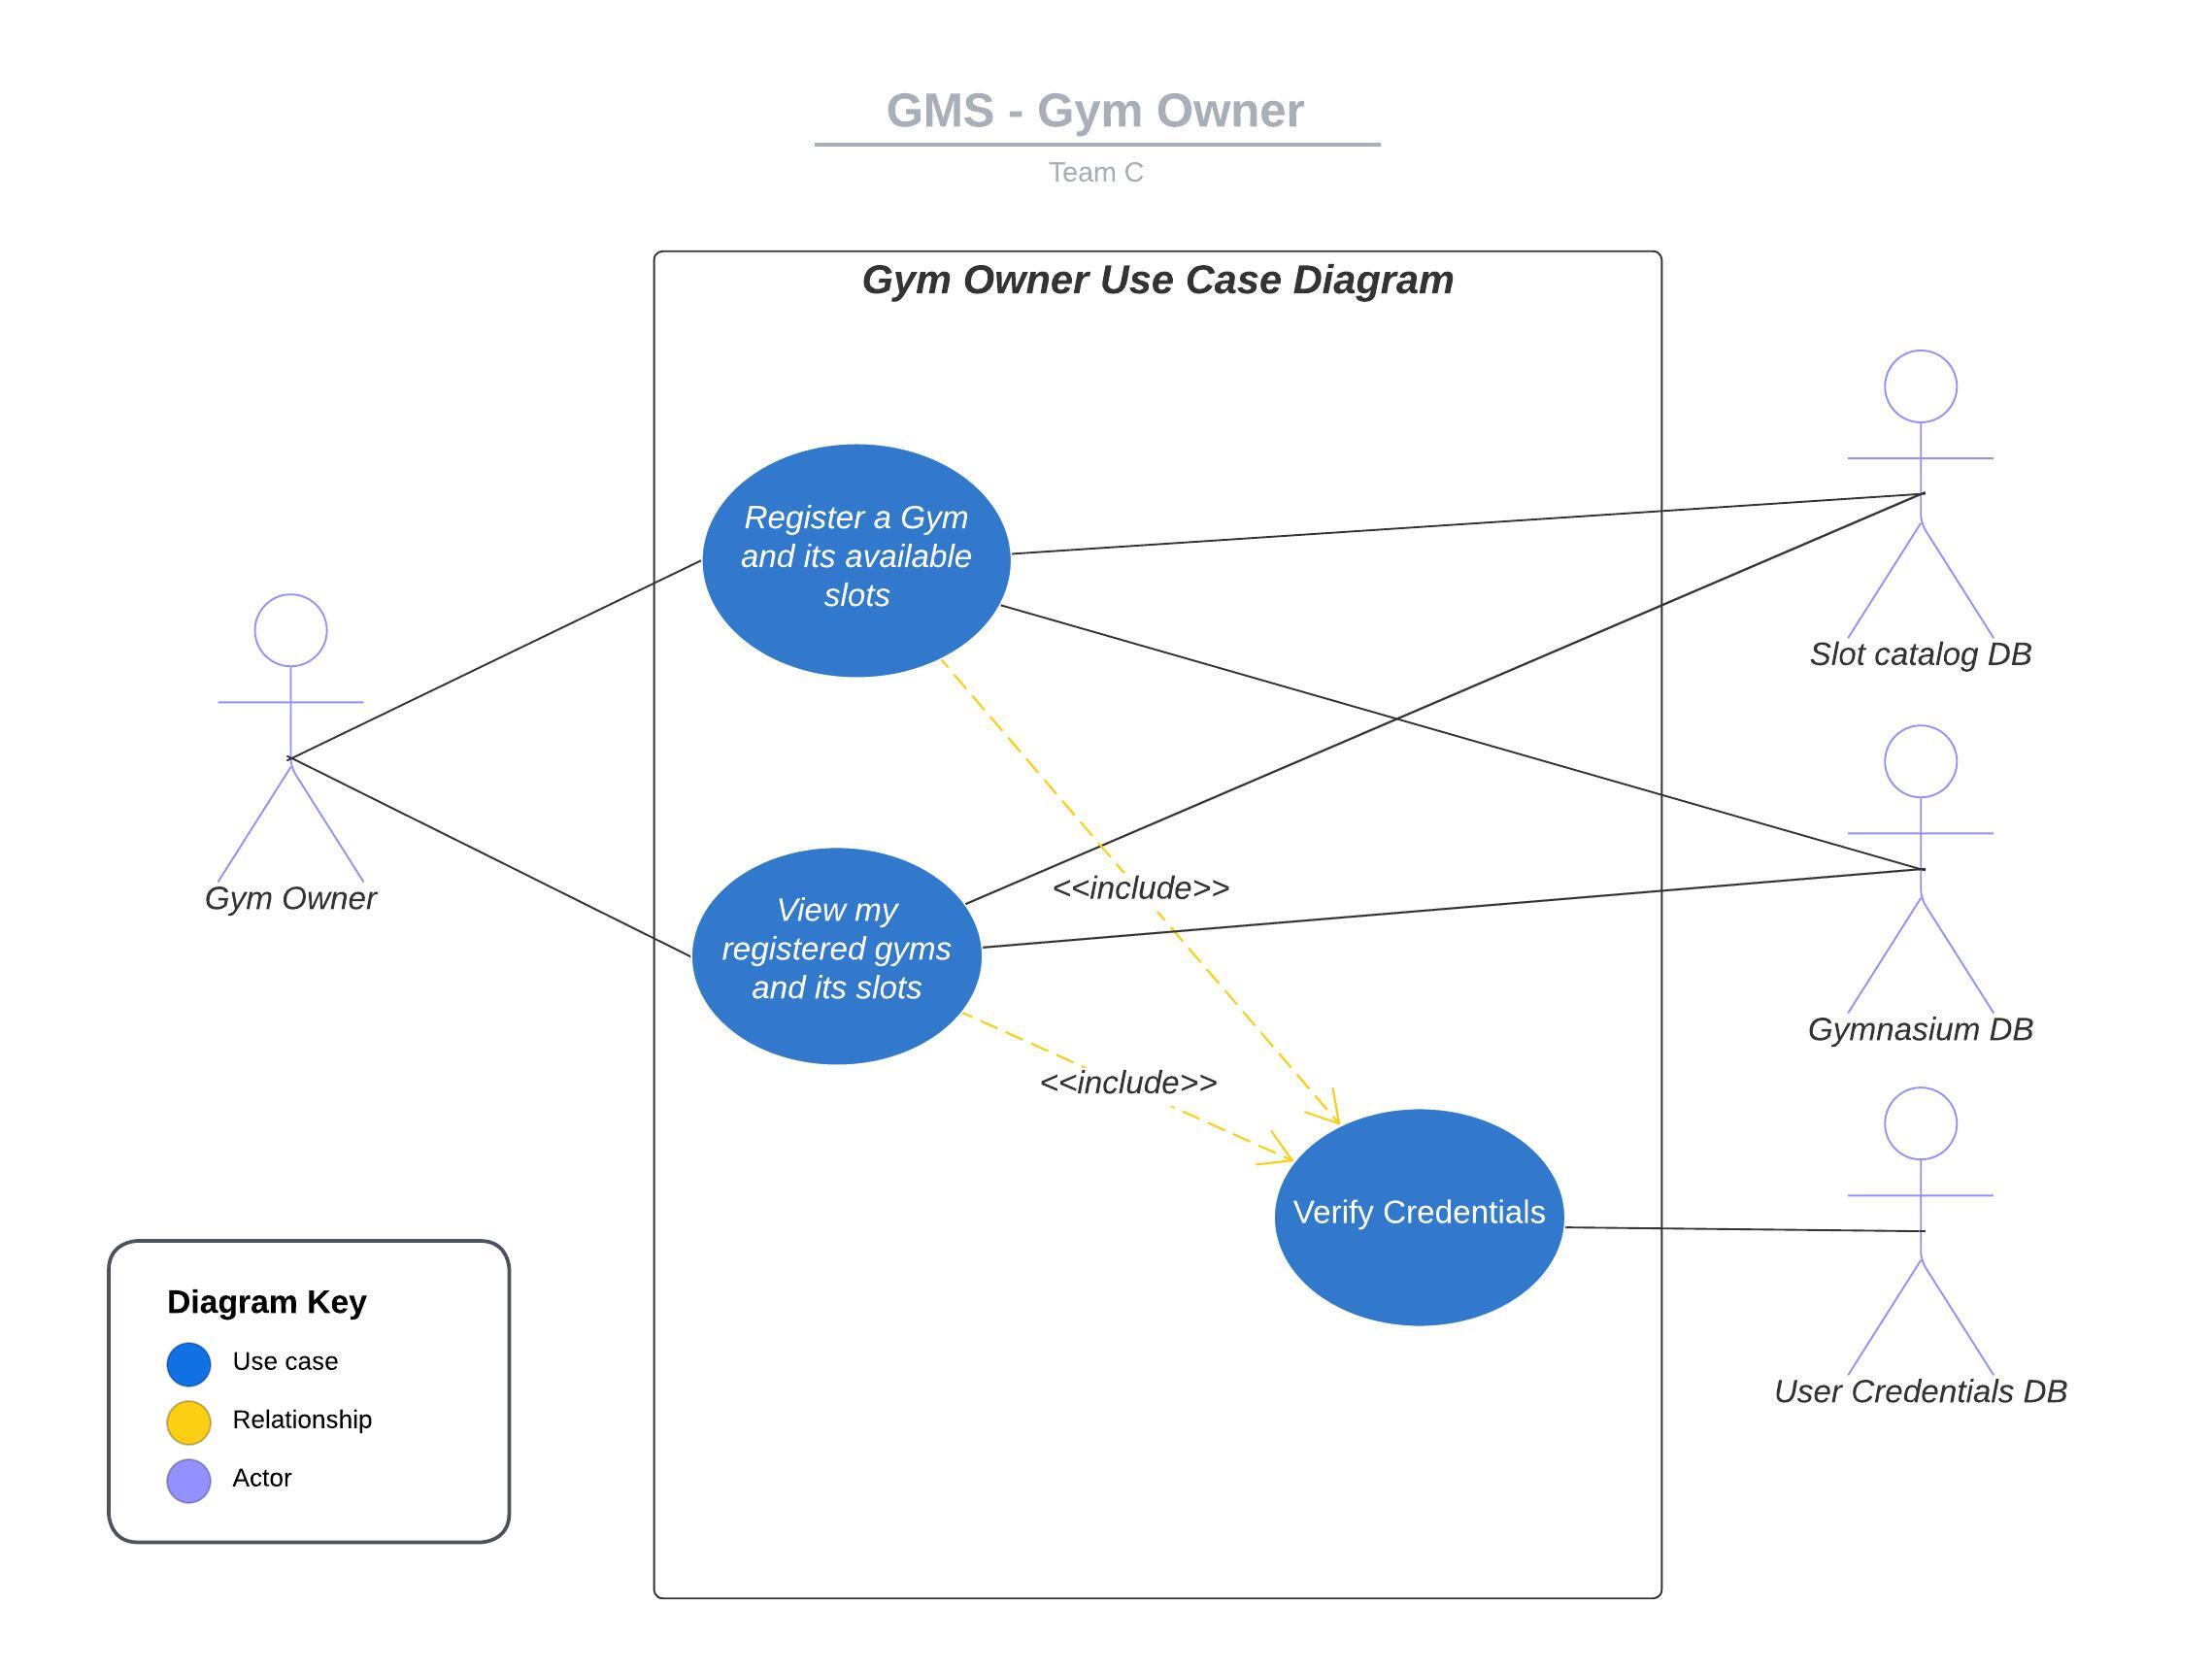 GMS - Gym Owner
Team C
Gym Owner Use Case Diagram
Register a Gym
and its available
slots
Slot catalog DB
Gym Owner
<<include>>
View my
registered gyms
and its slots
Gymnasium DB
<<include>>
Verify Credentials
User Credentials DB
Diagram Key
Use case
Relationship
Actor